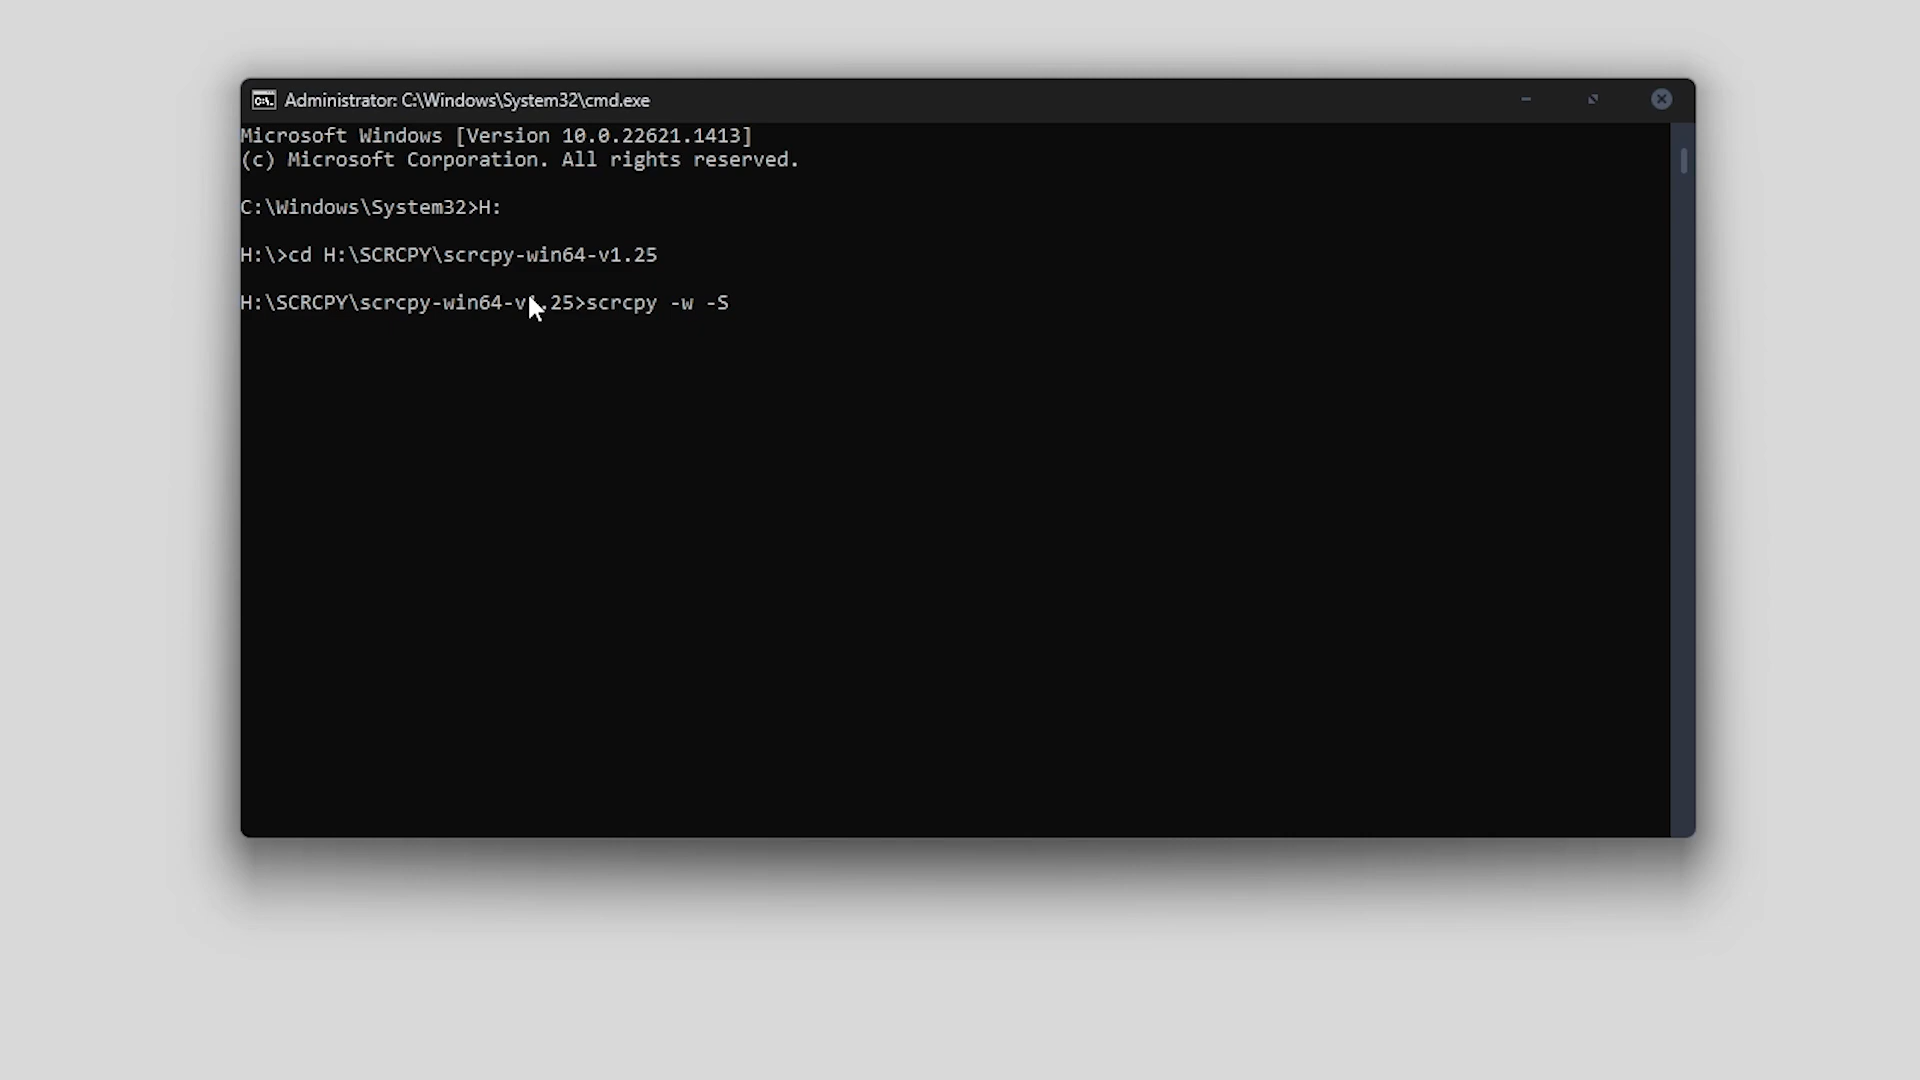 Administrator: C:\Windows\System32\cmd.exe
Microsoft Windows [Version 10.0.22621.1413]
(c) Microsoft Corporation. All rights reserved.
C:\Windows\System32>H:
H:\>cd H:\SCRCPY\scrcpy-win64-v1.25
H:\SCRCPY\scrcpy-win64-v1.25>scrcpy -w -S